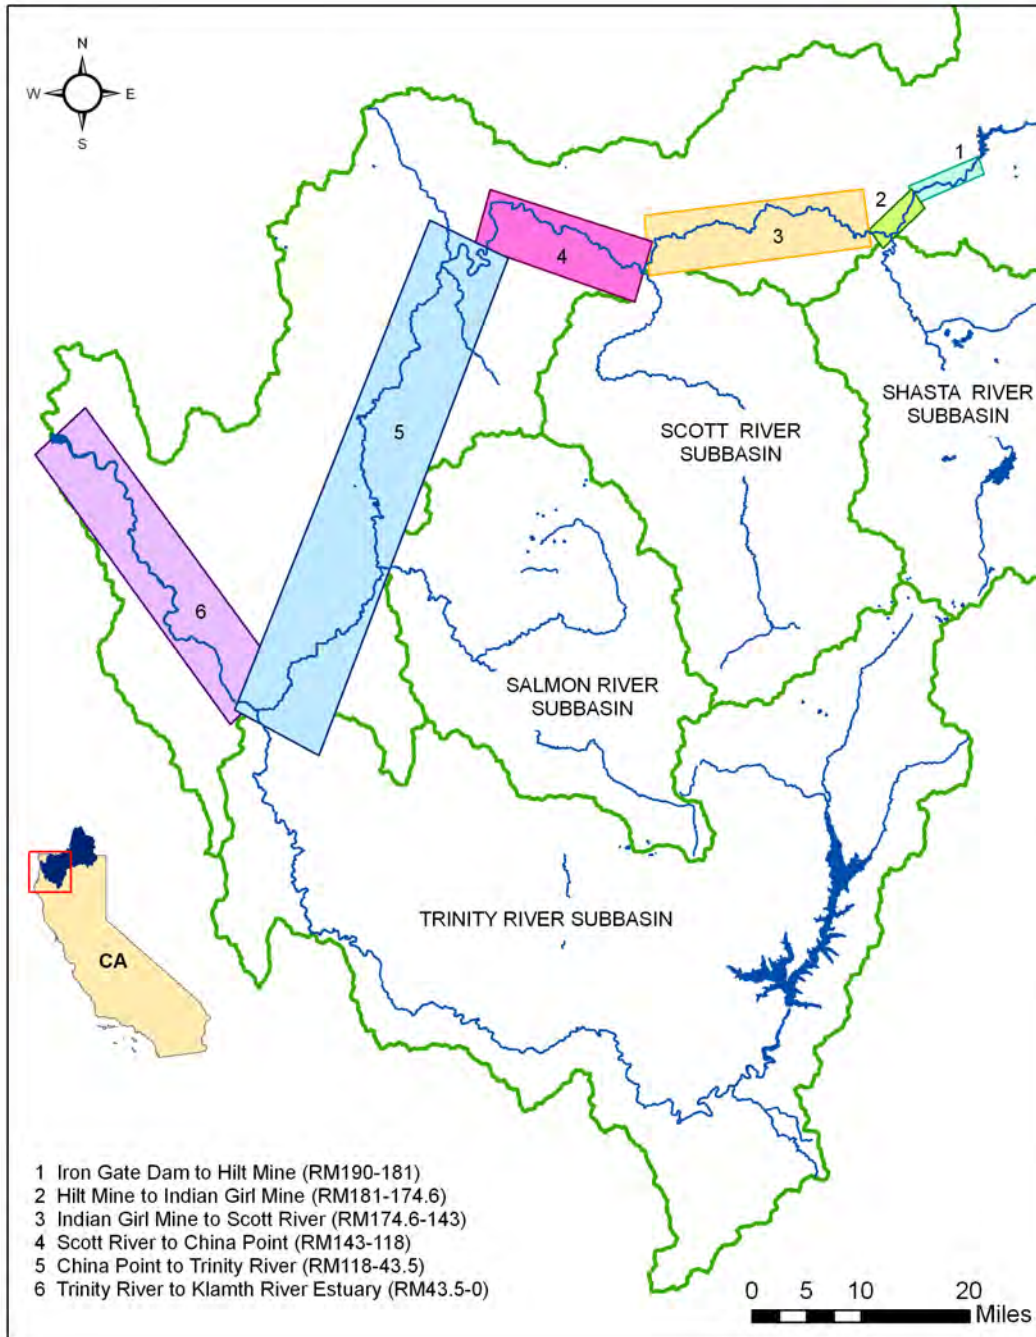 N
W E
S
1
2
3
4
5
6
SHASTA RIVER
SUBBASIN
SCOTT RIVER
SUBBASIN
SALMON RIVER
SUBBASIN
TRINITY RIVER SUBBASIN
CA
1 Iron Gate Dam to Hilt Mine (RM190-181)
2 Hilt Mine to Indian Girl Mine (RM181-174.6)
3 Indian Girl Mine to Scott River (RM174.6-143)
4 Scott River to China Point (RM143-118)
5 China Point to Trinity River (RM118-43.5)
6 Trinity River to Klamth River Estuary (RM43.5-0)
0 10 20
Miles